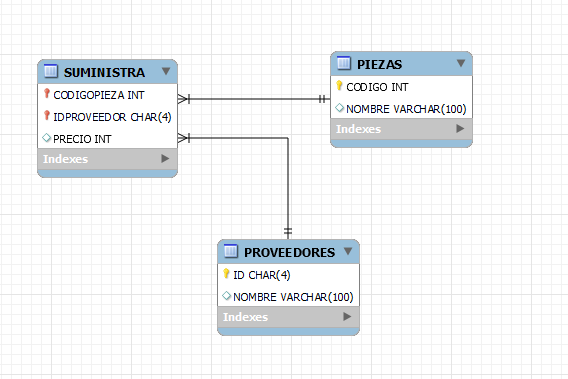 SUMINISTRA
CODIGOPIEZA INT
IDPROVEEDOR CHAR(4)
PRECIO INT
Indexes
PIEZAS
CODIGO INT
NOMBRE VARCHAR(100)
Indexes
PROVEEDORES
ID CHAR(4)
NOMBRE VARCHAR(100)
Indexes